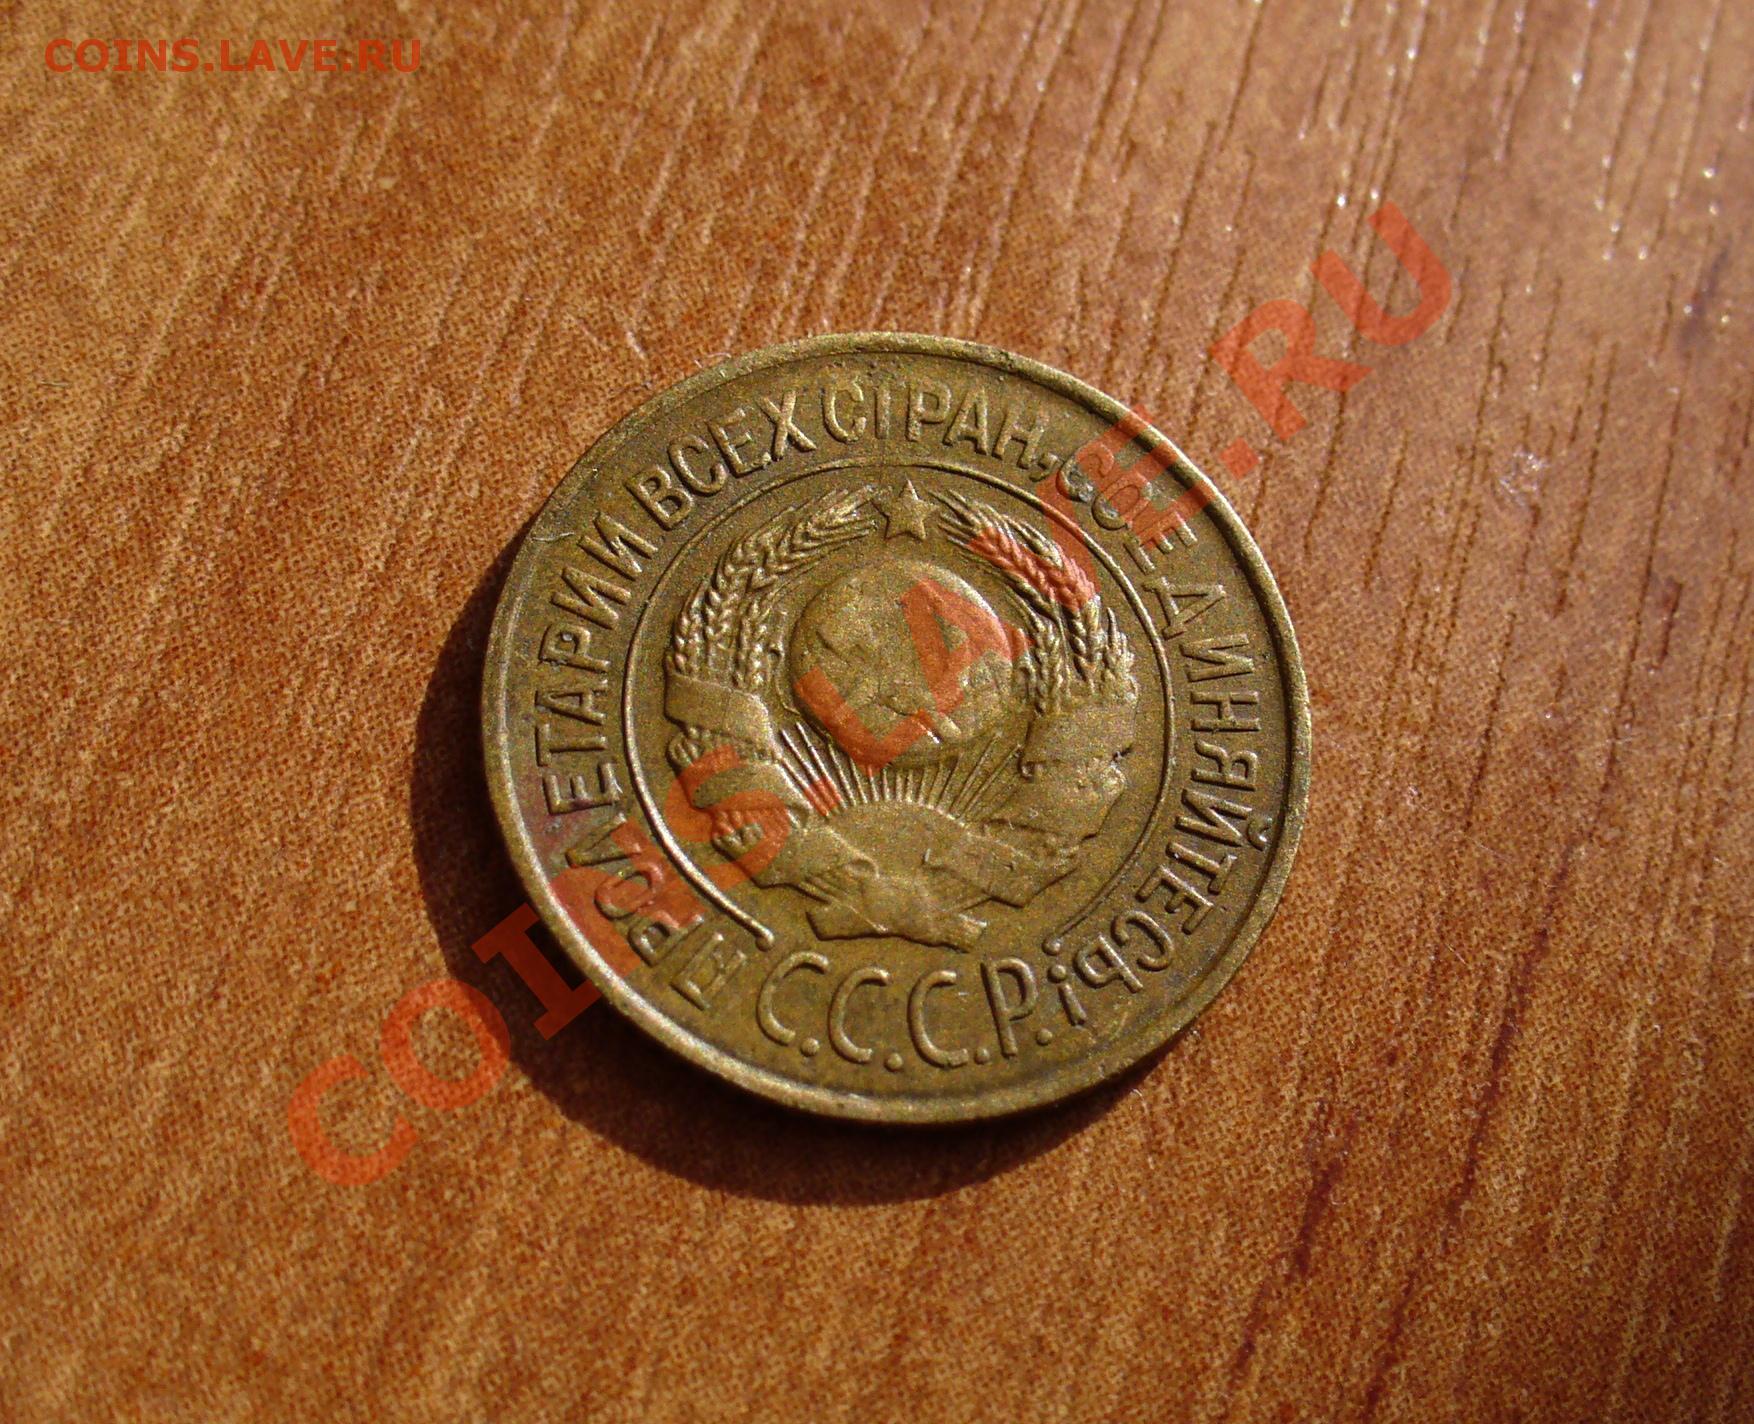 COINS.LAVE.RU
ПРОЛЕТАРИИ ВСЕХ СТРАН, СОЕДИНЯЙТЕСЬ!
С.С.С.Р.
COINS.LAVE.RU